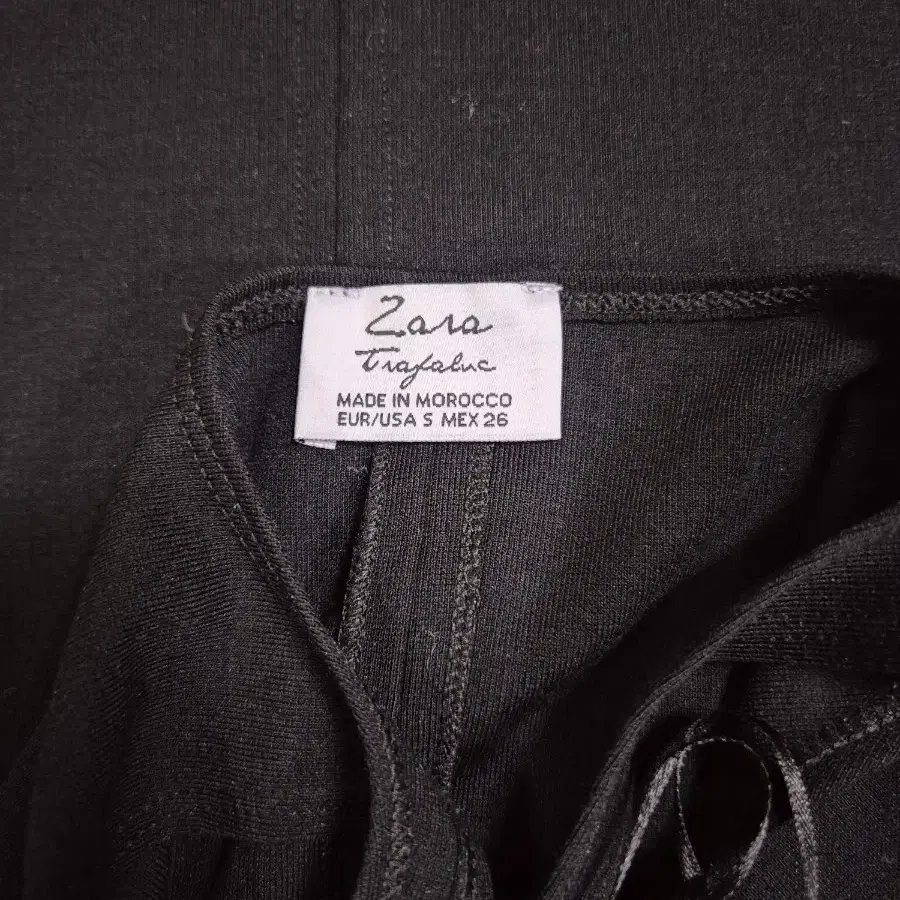 Zara
Trafaluc
MADE IN MOROCCO
EUR/USA S MEX 26